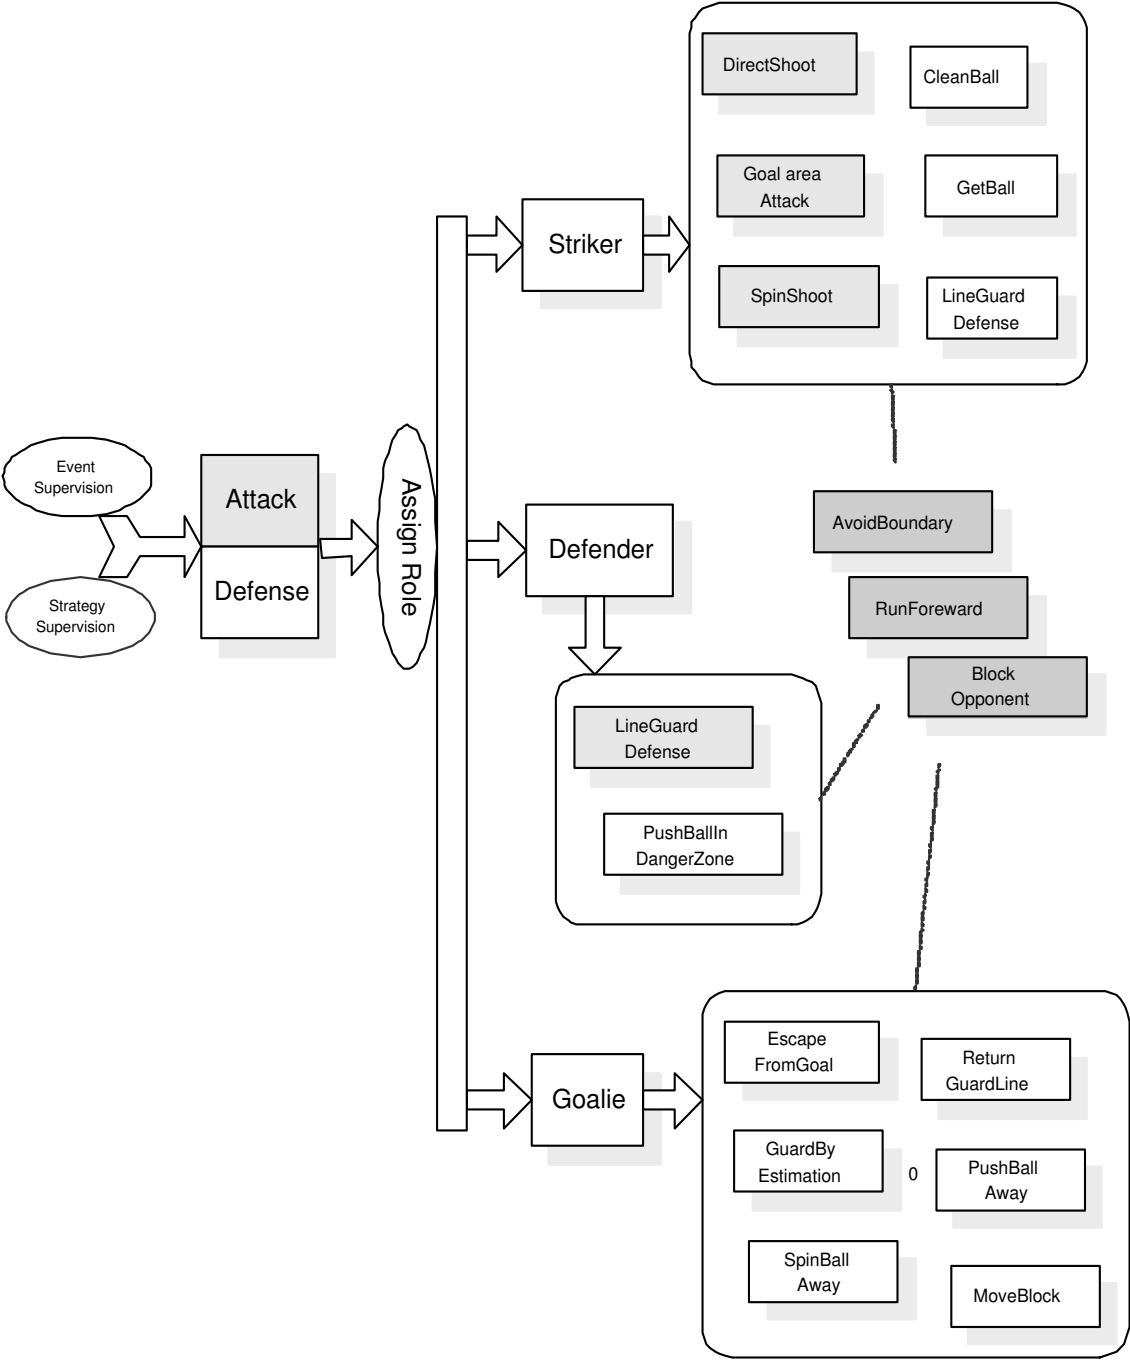 DirectShoot
CleanBall
Goal area
Attack
GetBall
SpinShoot
LineGuard
Defense
Striker
Event
Supervision
Attack
Defense
Strategy
Supervision
Assign Role
Defender
AvoidBoundary
RunForeward
Block
Opponent
LineGuard
Defense
PushBallIn
DangerZone
Goalie
Escape
FromGoal
Return
GuardLine
GuardBy
Estimation
0
PushBall
Away
SpinBall
Away
MoveBlock